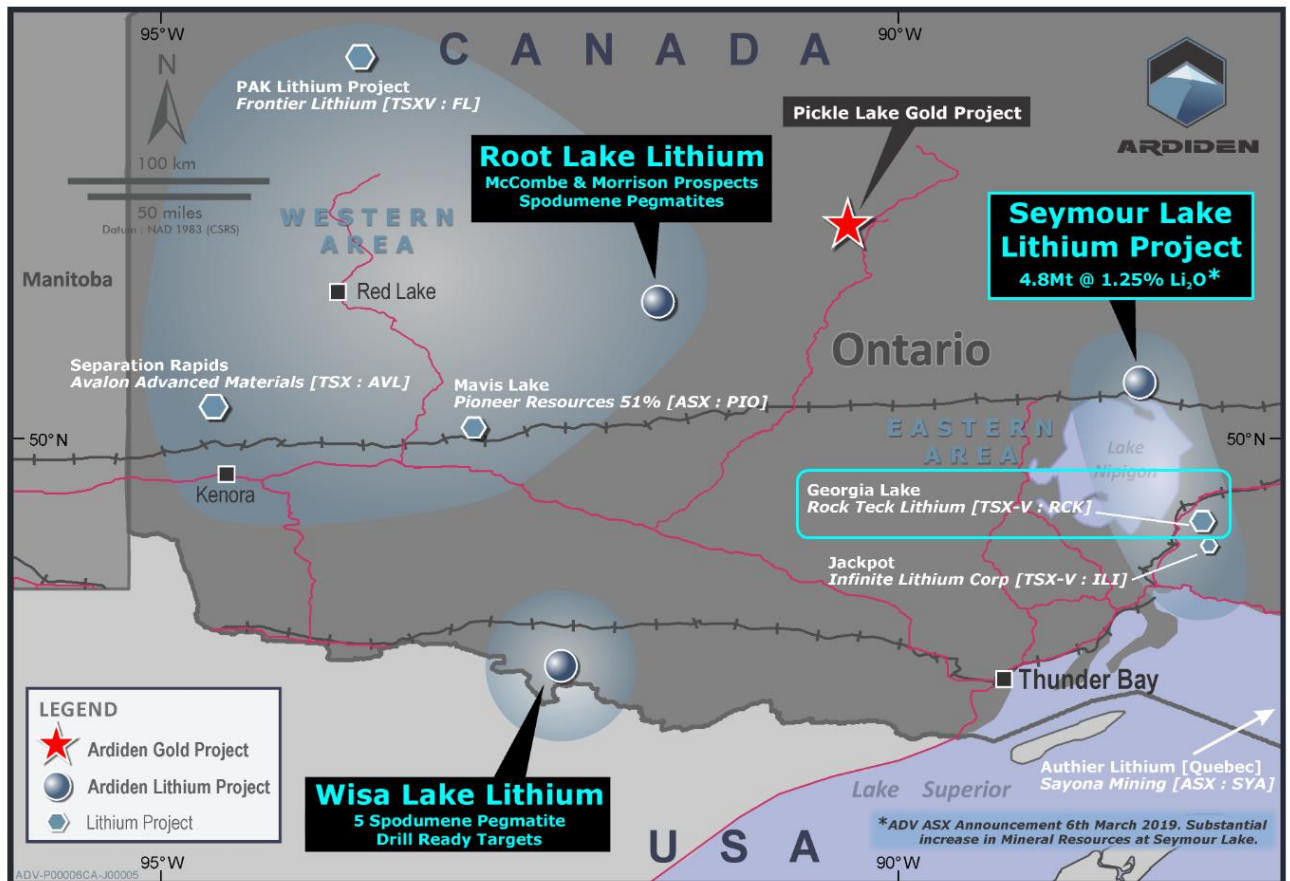 95°W
90°W
CANADA
N
PAK Lithium Project
Frontier Lithium [TSXV : FL]
ARDIDEN
Pickle Lake Gold Project
100 km
50 miles
Datum : NAD 1983 (CSRS)
Root Lake Lithium
McCombe & Morrison Prospects
Spodumene Pegmatites
WESTERN
AREA
Seymour Lake
Lithium Project
4.8Mt @ 1.25% Li₂O*
Manitoba
Red Lake
Ontario
Separation Rapids
Avalon Advanced Materials [TSX : AVL]
Mavis Lake
Pioneer Resources 51% [ASX : PIO]
50°N
50°N
EASTERN
AREA
Lake
Nipigon
Kenora
Georgia Lake
Rock Teck Lithium [TSX-V : RCK]
Jackpot
Infinite Lithium Corp [TSX-V : ILI]
Thunder Bay
LEGEND
Ardiden Gold Project
Ardiden Lithium Project
Lithium Project
Wisa Lake Lithium
5 Spodumene Pegmatite
Drill Ready Targets
Authier Lithium [Quebec]
Sayona Mining [ASX : SYA]
Lake Superior
*ADV ASX Announcement 6th March 2019. Substantial
increase in Mineral Resources at Seymour Lake.
USA
95°W
90°W
ADV-P00006CA-J00005